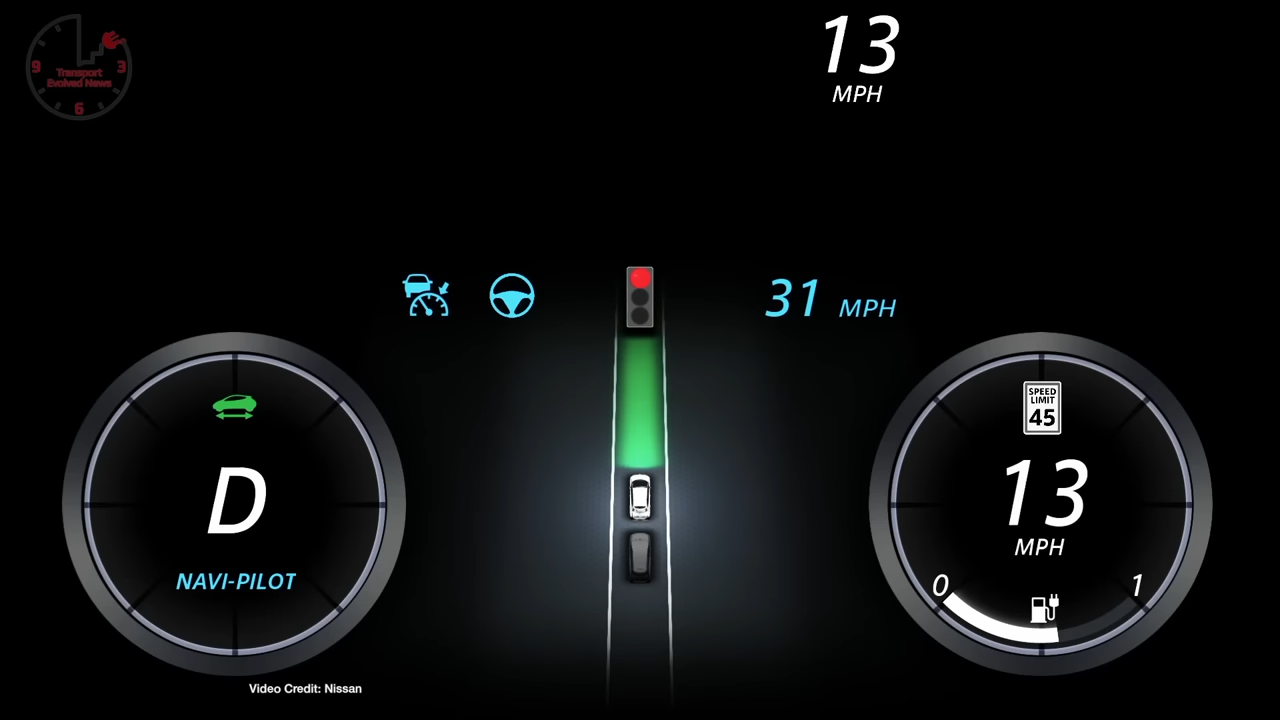 9
3
Transport
Evolved News
6
13
MPH
31 MPH
D
NAVI-PILOT
SPEED
LIMIT
45
13
MPH
0
1
Video Credit: Nissan